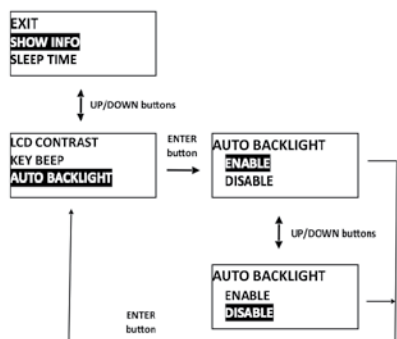 EXIT
SHOW INFO
SLEEP TIME
UP/DOWN buttons
LCD CONTRAST
KEY BEEP
AUTO BACKLIGHT
ENTER
button
AUTO BACKLIGHT
ENABLE
DISABLE
UP/DOWN buttons
AUTO BACKLIGHT
ENABLE
DISABLE
ENTER
button